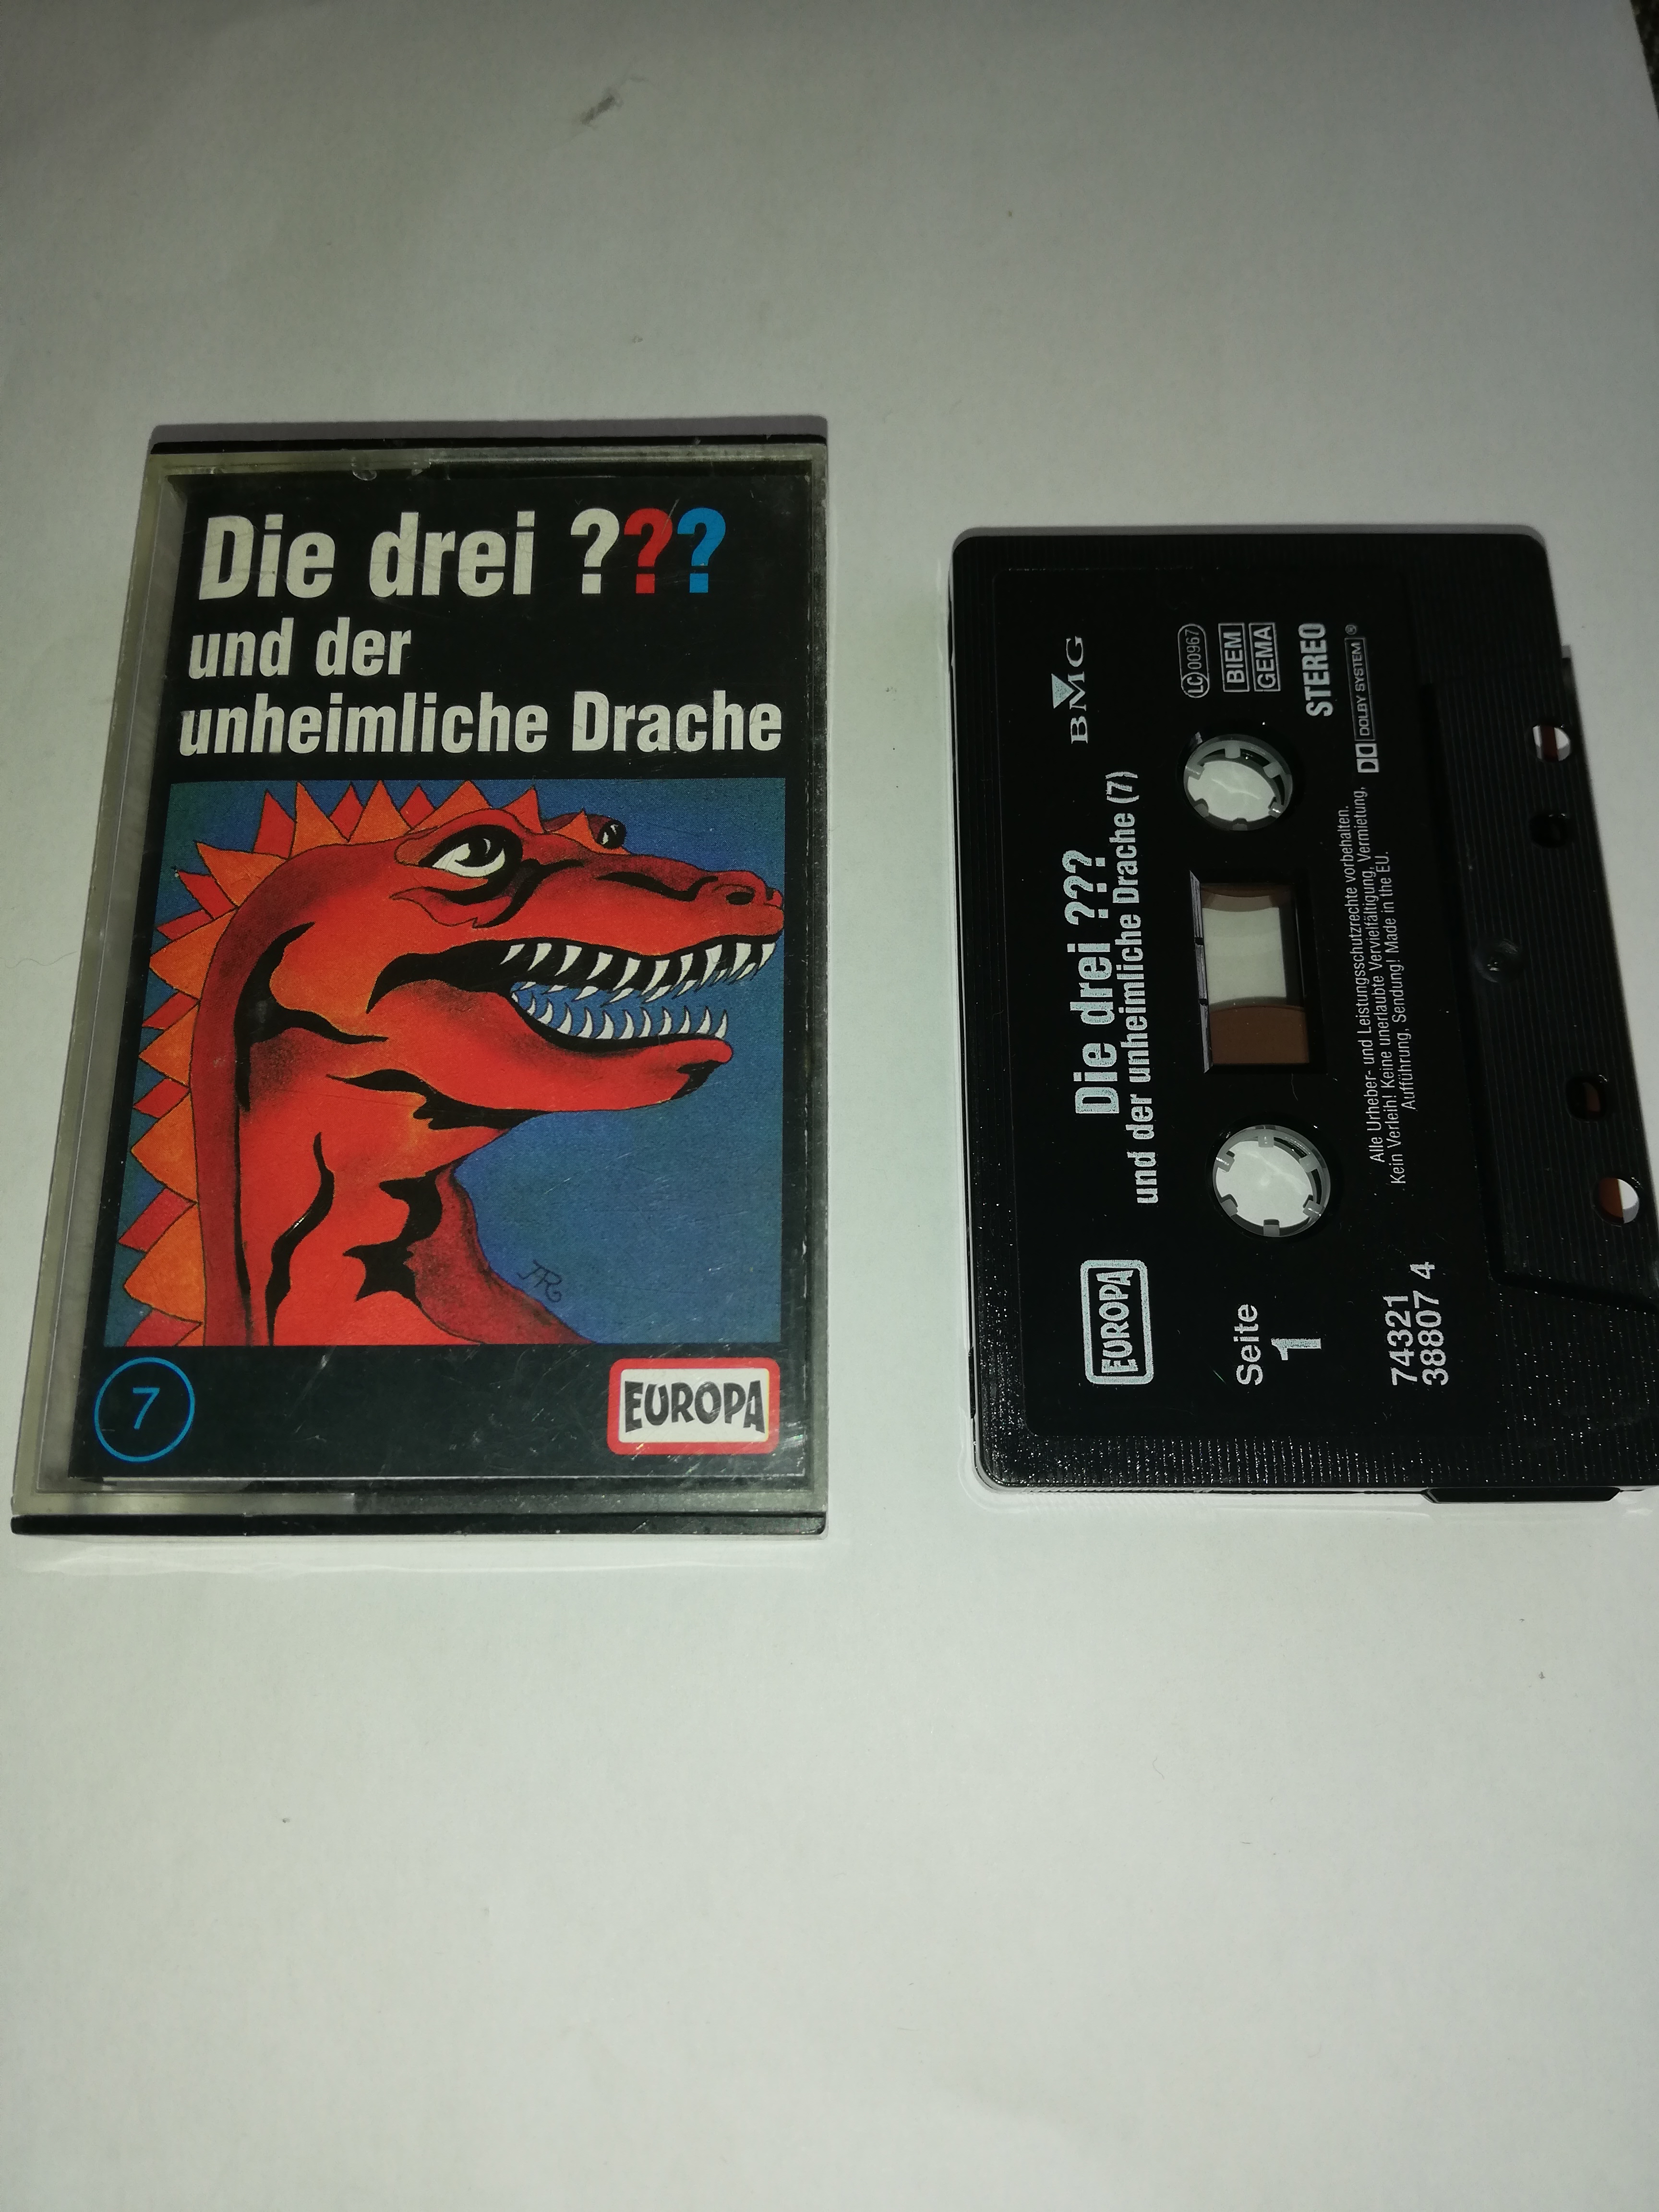 Die drei ???
und der
unheimliche Drache
AR
7
EUROPA
BMG
Die drei ???
und der unheimliche Drache (7)
EUROPA
Seite
1
LC 00967
BIEM
GEMA
STEREO
DOLBY SYSTEM ®
Alle Urheber- und Leistungsschutzrechte vorbehalten.
Kein Verleih! Keine unerlaubte Vervielfältigung, Vermietung,
Aufführung, Sendung! Made in the EU.
74321
38807 4